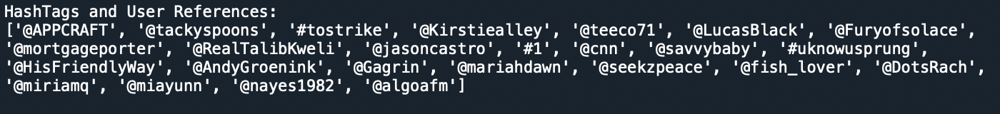 HashTags and User References:
['@APPCRAFT', '@tackyspoons', '#tostrike', '@Kirstiealley', '@teeco71', '@LucasBlack', '@Furyofsolace',
'@mortgageporter', '@RealTalibKweli', '@jasoncastro', '#1', '@cnn', '@savvybaby', '#uknowusprung',
'@HisFriendlyWay', '@AndyGroenink', '@Gagrin', '@mariahdawn', '@seekzpeace', '@fish_lover', '@DotsRach',
'@miriamq', '@miayunn', '@nayes1982', '@algoafm']